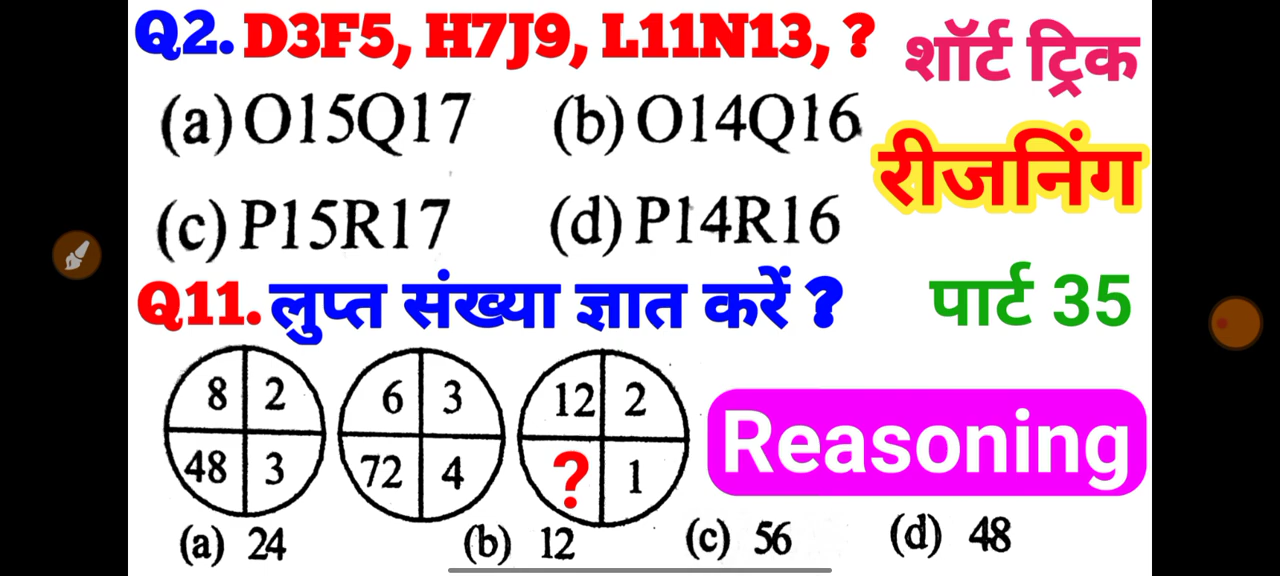 Q2. D3F5, H7J9, L11N13, ?
शॉर्ट ट्रिक
(a) O15Q17 (b) O14Q16
रीजनिंग
(c) P15R17 (d) P14R16
Q11. लुप्त संख्या ज्ञात करें ?
पार्ट 35
8 2 6 3 12 2
48 3 72 4 ? 1
Reasoning
(a) 24 (b) 12 (c) 56 (d) 48